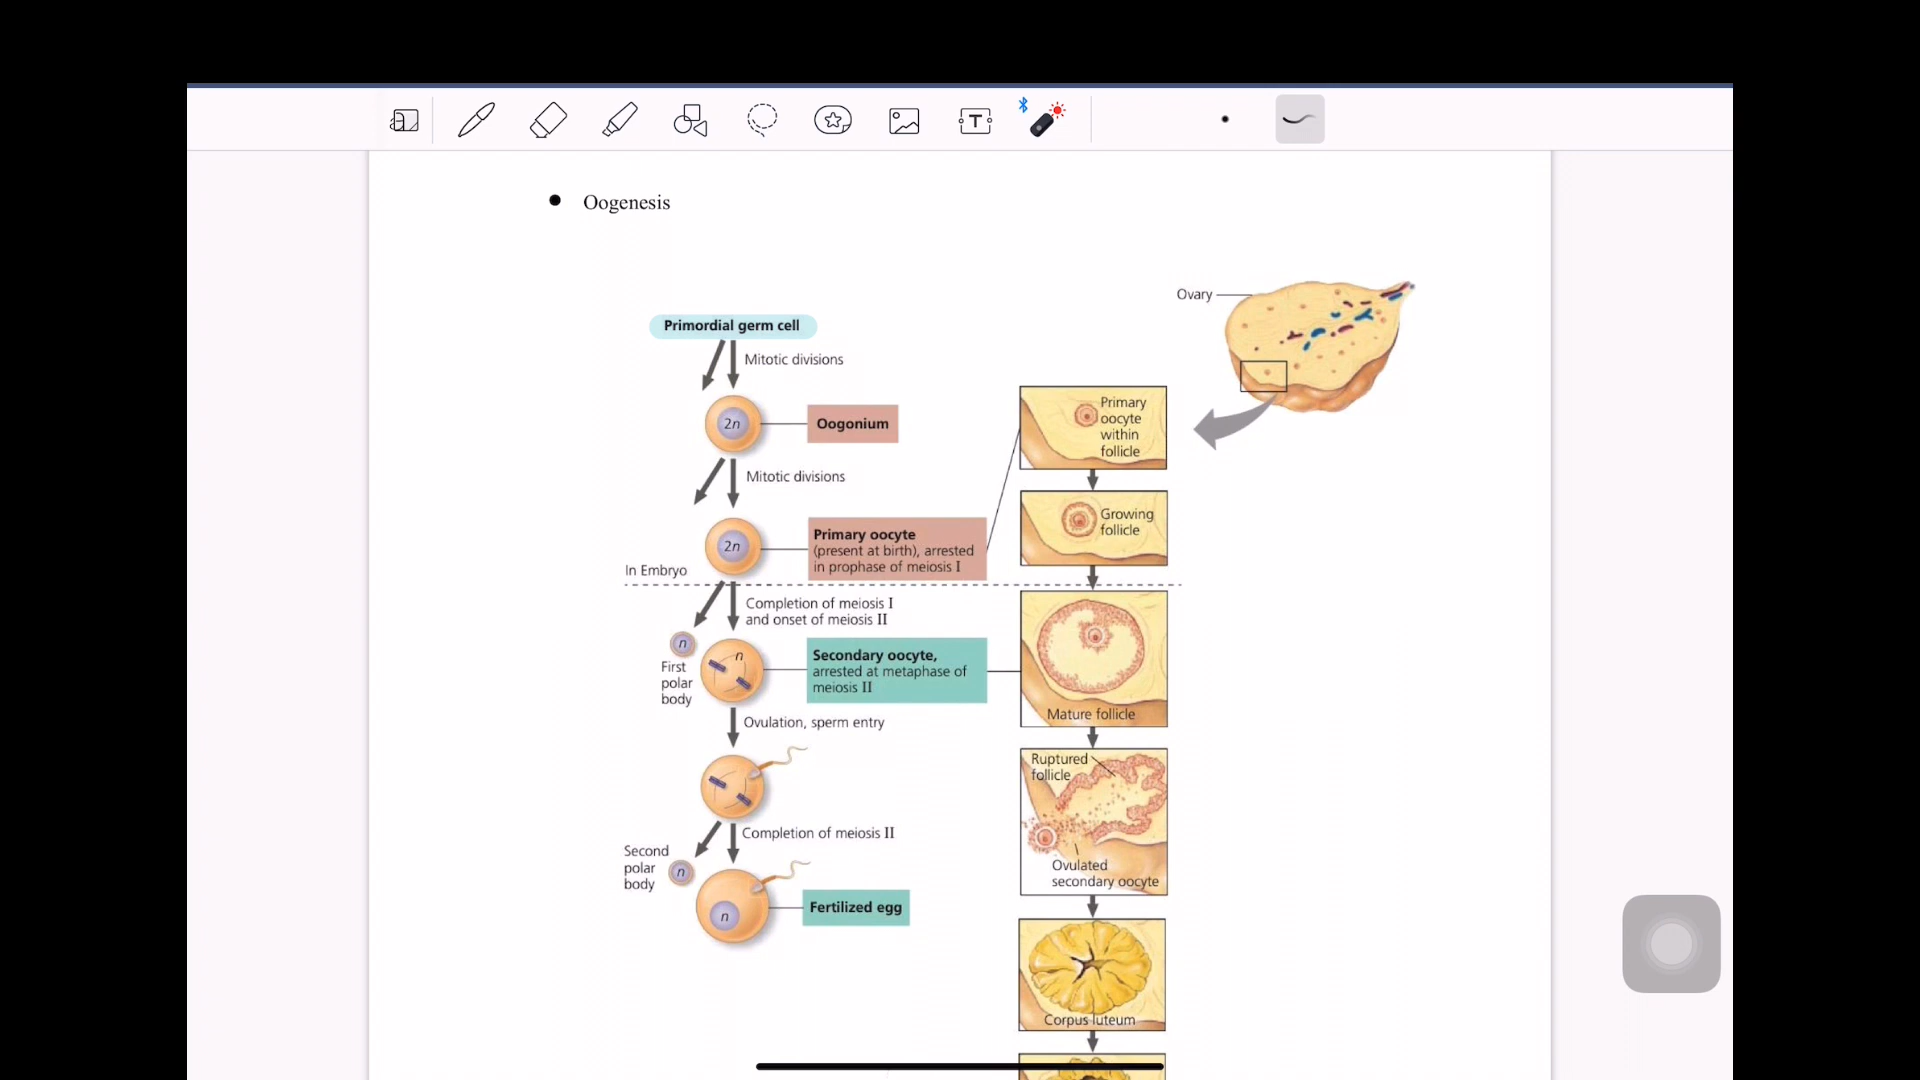 a
T
● Oogenesis
Ovary
Primordial germ cell
Mitotic divisions
2n
Oogonium
Mitotic divisions
2n
Primary oocyte
(present at birth), arrested
in prophase of meiosis I
In Embryo
Completion of meiosis I
and onset of meiosis II
n
First
polar
body
n
Secondary oocyte,
arrested at metaphase of
meiosis II
Ovulation, sperm entry
Completion of meiosis II
Second
polar
body
n
n
Fertilized egg
Primary
oocyte
within
follicle
Growing
follicle
Mature follicle
Ruptured
follicle
Ovulated
secondary oocyte
Corpus luteum